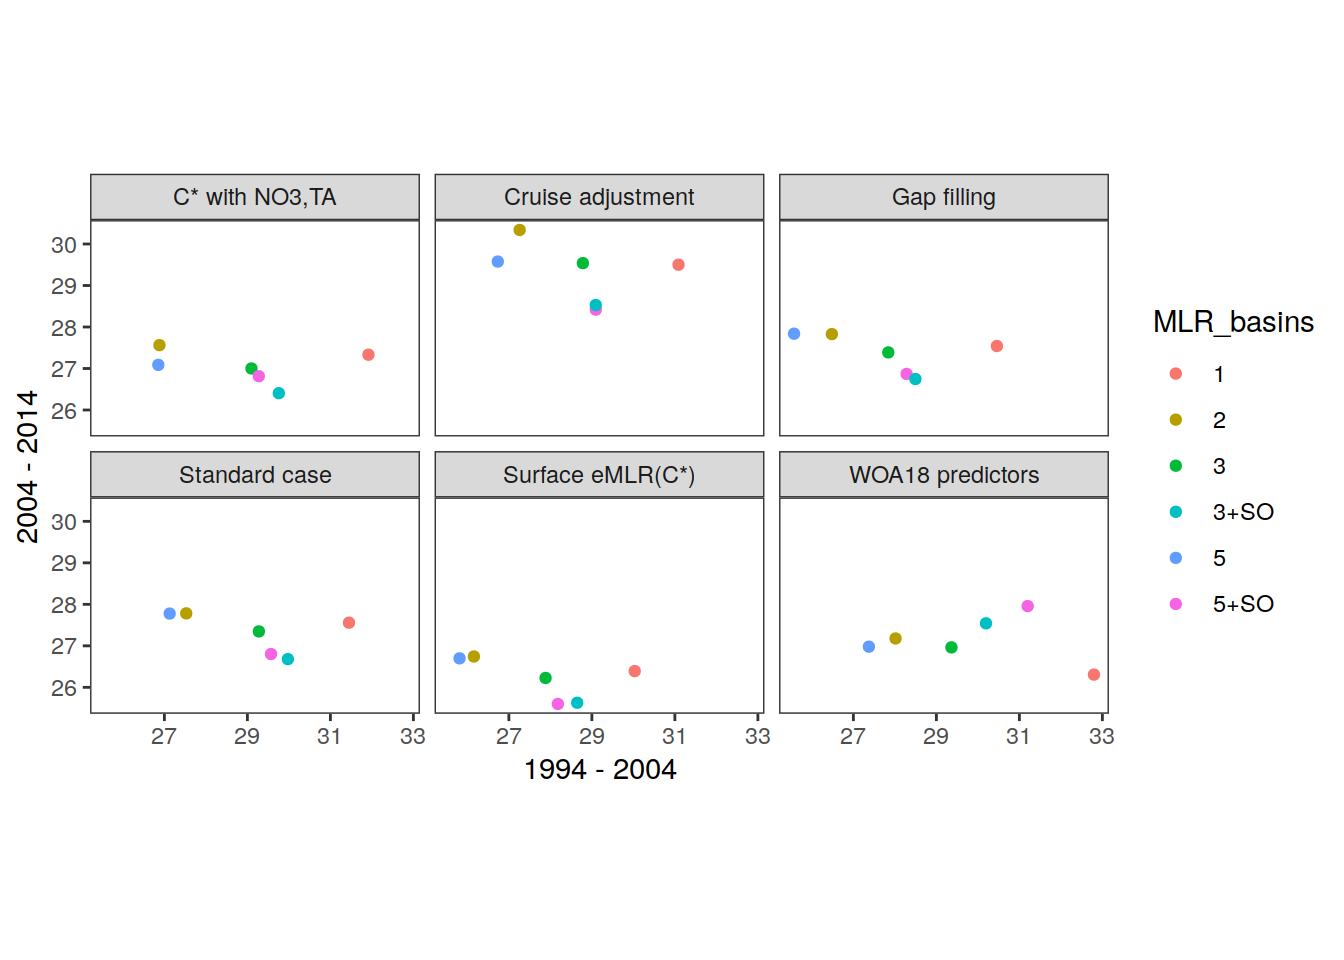 C* with NO3,TA
Cruise adjustment
Gap filling
30
29
28
27
26
Standard case
Surface eMLR(C*)
WOA18 predictors
30
29
28
27
26
27 29 31 33
27 29 31 33
27 29 31 33
1994 - 2004
2004 - 2014
MLR_basins
1
2
3
3+SO
5
5+SO